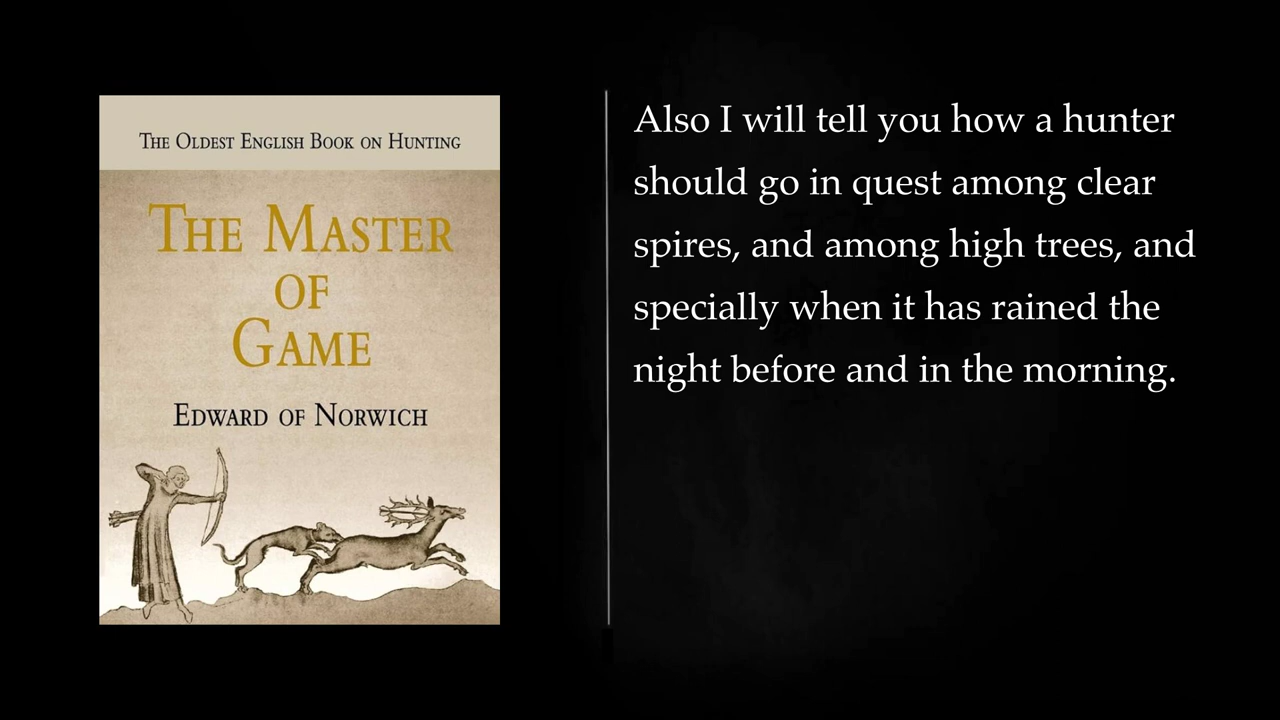 The Oldest English Book on Hunting
The Master
of
Game
Edward of Norwich
Also I will tell you how a hunter
should go in quest among clear
spires, and among high trees, and
specially when it has rained the
night before and in the morning.